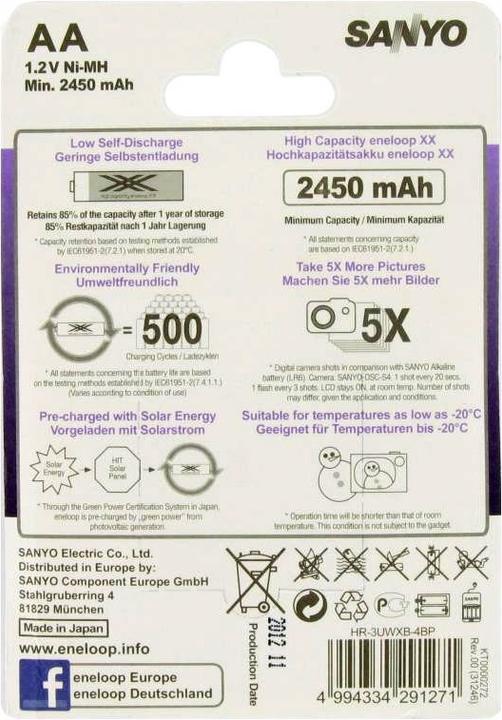 AA
1.2V Ni-MH
Min. 2450 mAh
SANYO
Low Self-Discharge
Geringe Selbstentladung
Retains 85% of the capacity after 1 year of storage
85% Restkapazität nach 1 Jahr Lagerung
* Capacity retention based on testing methods established
by IEC61951-2(7.2.1) when stored at 20°C.
High Capacity eneloop XX
Hochkapazitätsakku eneloop XX
2450 mAh
Minimum Capacity / Minimum Kapazität
* All statements concerning capacity
are based on IEC61951-2(7.2.1.)
Environmentally Friendly
Umweltfreundlich
= 500
Charging Cycles / Ladezyklen
* All statements concerning the battery life are based
on the testing methods established by IEC61951-2(7.4.1.1.)
(Varies according to condition of use)
Take 5X More Pictures
Machen Sie 5X mehr Bilder
5X
* Digital camera shots in comparison with SANYO Alkaline
battery (LR6). Camera: SANYO DSC-S4. 1 shot every 20 secs.
1 flash every 3 shots. LCD stays ON, at room temp. Number of shots
may differ, given the application and conditions.
Pre-charged with Solar Energy
Vorgeladen mit Solarstrom
Solar
Energy
HIT
Solar
Panel
* Through the Green Power Certification System in Japan,
eneloop is pre-charged by „green power" from
photovoltaic generation.
Suitable for temperatures as low as -20°C
Geeignet für Temperaturen bis -20°C
* Operation time will be shorter than that of room
temperature. This condition is not subject to the gadget.
SANYO Electric Co., Ltd.
Distributed in Europe by:
SANYO Component Europe GmbH
Stahlgruberring 4
81829 München
Made in Japan
www.eneloop.info
f
eneloop Europe
eneloop Deutschland
Production Date
2012 11
HR-3UWXB-4BP
4 994334 291271
KT0000272
Rev.00 (31246)